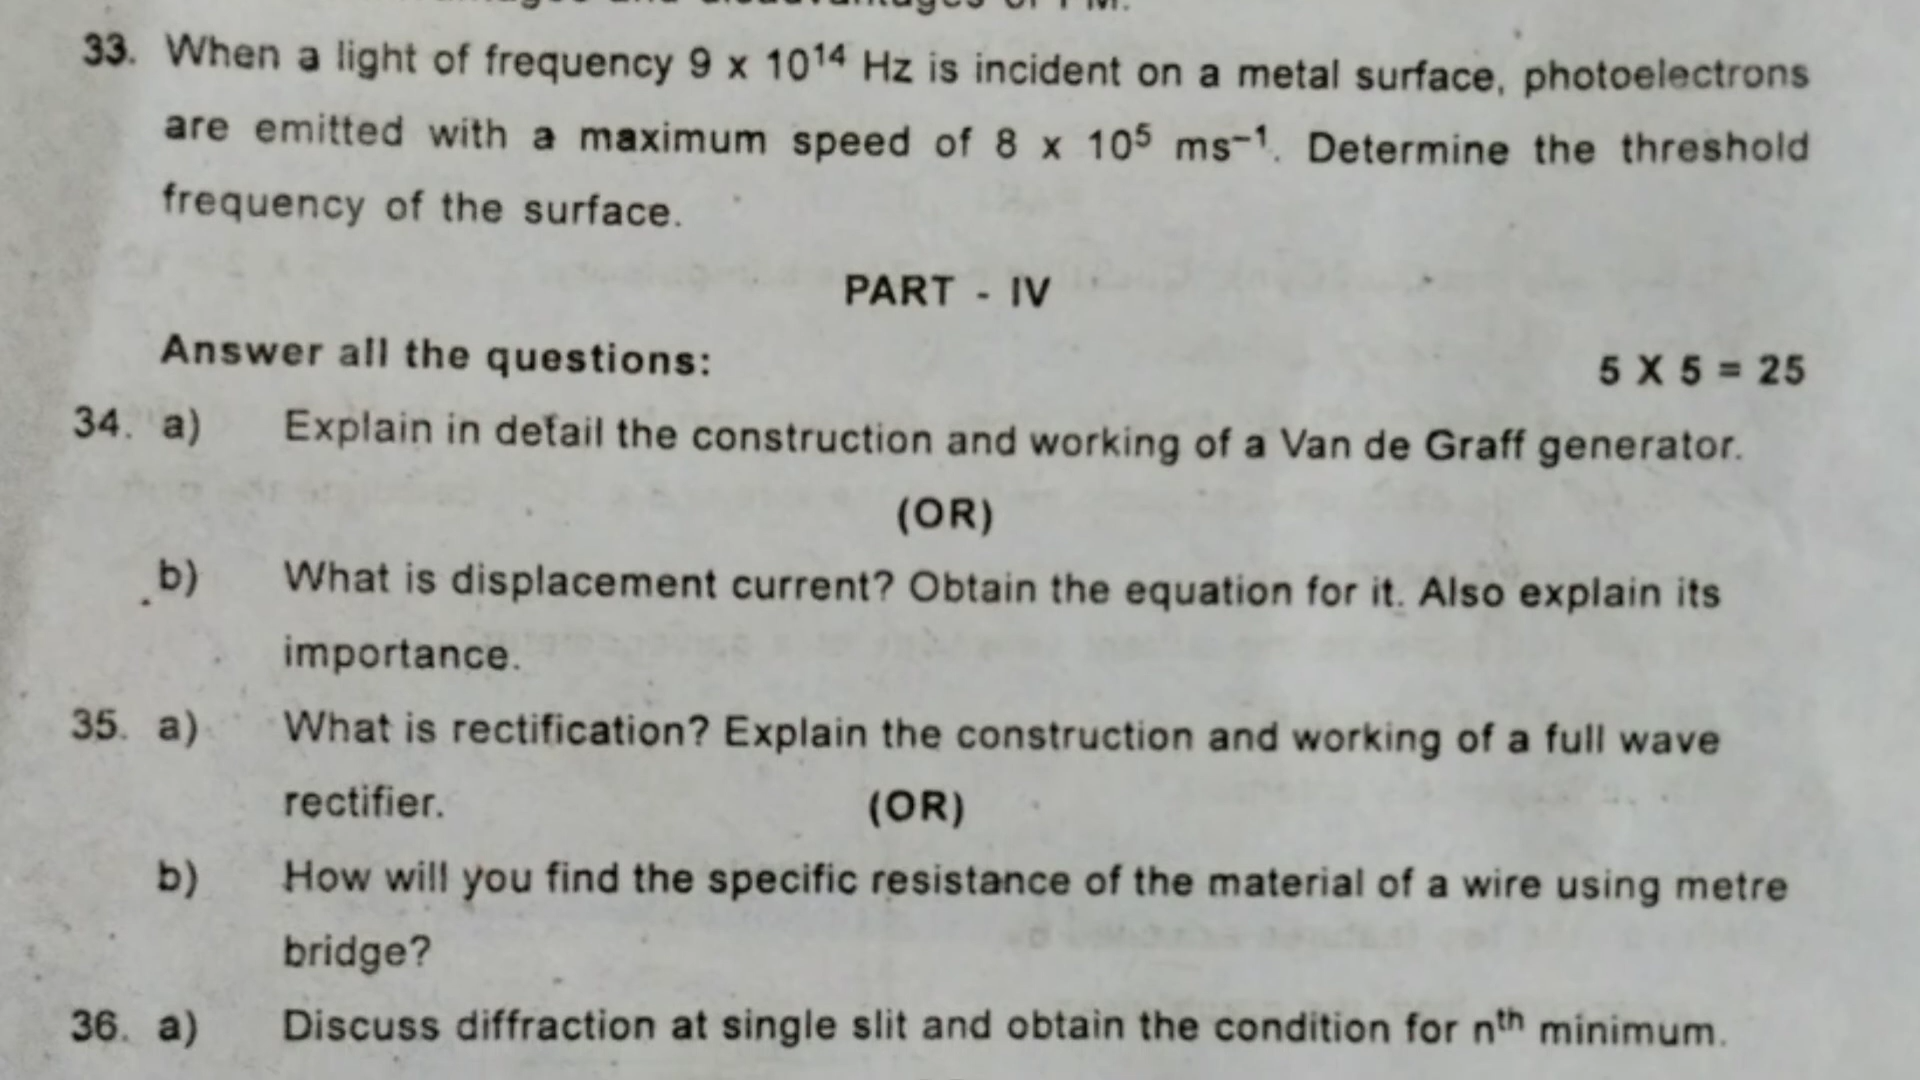 disadvantages of FM.
33. When a light of frequency 9 x 10¹⁴ Hz is incident on a metal surface, photoelectrons
are emitted with a maximum speed of 8 x 10⁵ ms⁻¹. Determine the threshold
frequency of the surface.
PART - IV
Answer all the questions: 5 X 5 = 25
34. a) Explain in detail the construction and working of a Van de Graff generator.
(OR)
b) What is displacement current? Obtain the equation for it. Also explain its
importance.
35. a) What is rectification? Explain the construction and working of a full wave
rectifier. (OR)
b) How will you find the specific resistance of the material of a wire using metre
bridge?
36. a) Discuss diffraction at single slit and obtain the condition for nᵗʰ minimum.